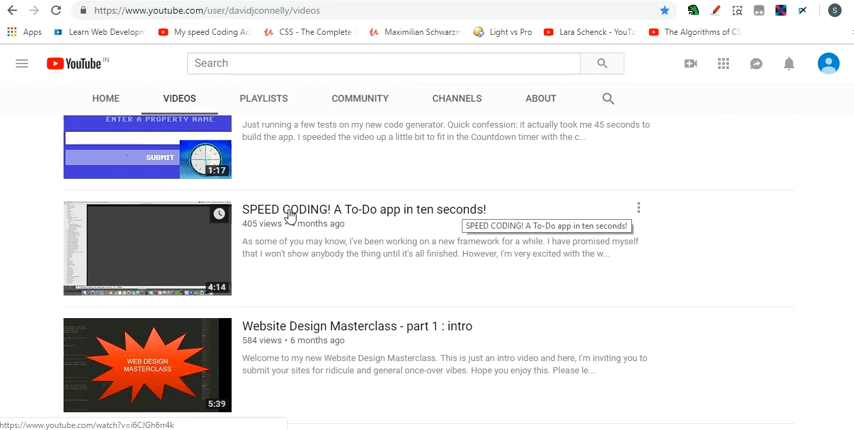 https://www.youtube.com/user/davidjconnelly/videos
S
Apps
Learn Web Developm
My speed Coding Ac
CSS - The Complete
Maximilian Schwarzm
Light vs Pro
Lara Schenck - YouTu
The Algorithms of CS
YouTube IN
Search
HOME
VIDEOS
PLAYLISTS
COMMUNITY
CHANNELS
ABOUT
ENTER A PROPERTY NAME
SUBMIT
1:17
Just running a few tests on my new code generator. Quick confession: it actually took me 45 seconds to
build the app. I speeded the video up a little bit to fit in the Countdown timer with the c...
4:14
SPEED CODING! A To-Do app in ten seconds!
405 views • months ago
SPEED CODING! A To-Do app in ten seconds!
As some of you may know, I've been working on a new framework for a while. I have promised myself
that I won't show anybody the thing until it's all finished. However, I'm very excited with the w...
WEB DESIGN
MASTERCLASS
5:39
Website Design Masterclass - part 1 : intro
584 views • 6 months ago
Welcome to my new Website Design Masterclass. This is just an intro video and here, I'm inviting you to
submit your sites for ridicule and general once-over vibes. Hope you enjoy this. Please le...
https://www.youtube.com/watch?v=i6CJGh6rr4k